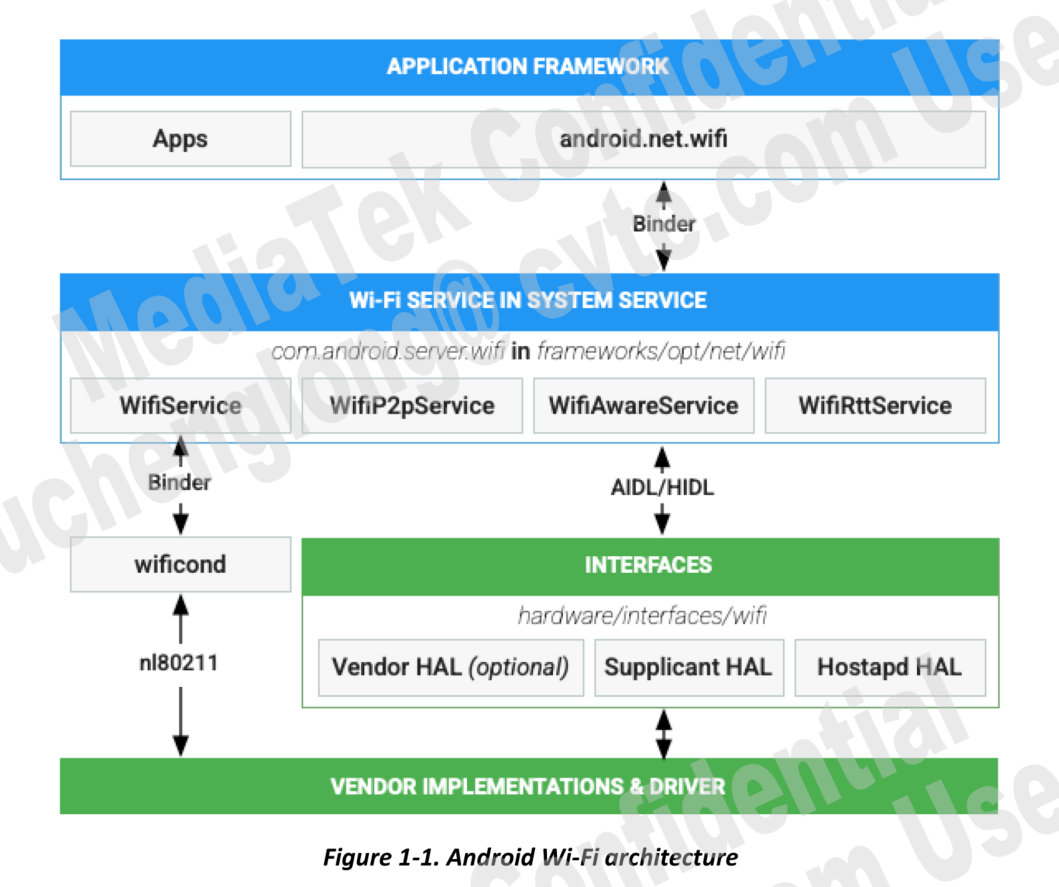 APPLICATION FRAMEWORK
Apps
android.net.wifi
Binder
Wi-Fi SERVICE IN SYSTEM SERVICE
com.android.server.wifi in frameworks/opt/net/wifi
WifiService
WifiP2pService
WifiAwareService
WifiRttService
Binder
AIDL/HIDL
wificond
INTERFACES
hardware/interfaces/wifi
nl80211
Vendor HAL (optional)
Supplicant HAL
Hostapd HAL
VENDOR IMPLEMENTATIONS & DRIVER
Figure 1-1. Android Wi-Fi architecture
MediaTek Confidential
uchenglong@ cvte.com Use
Confidential
com Use